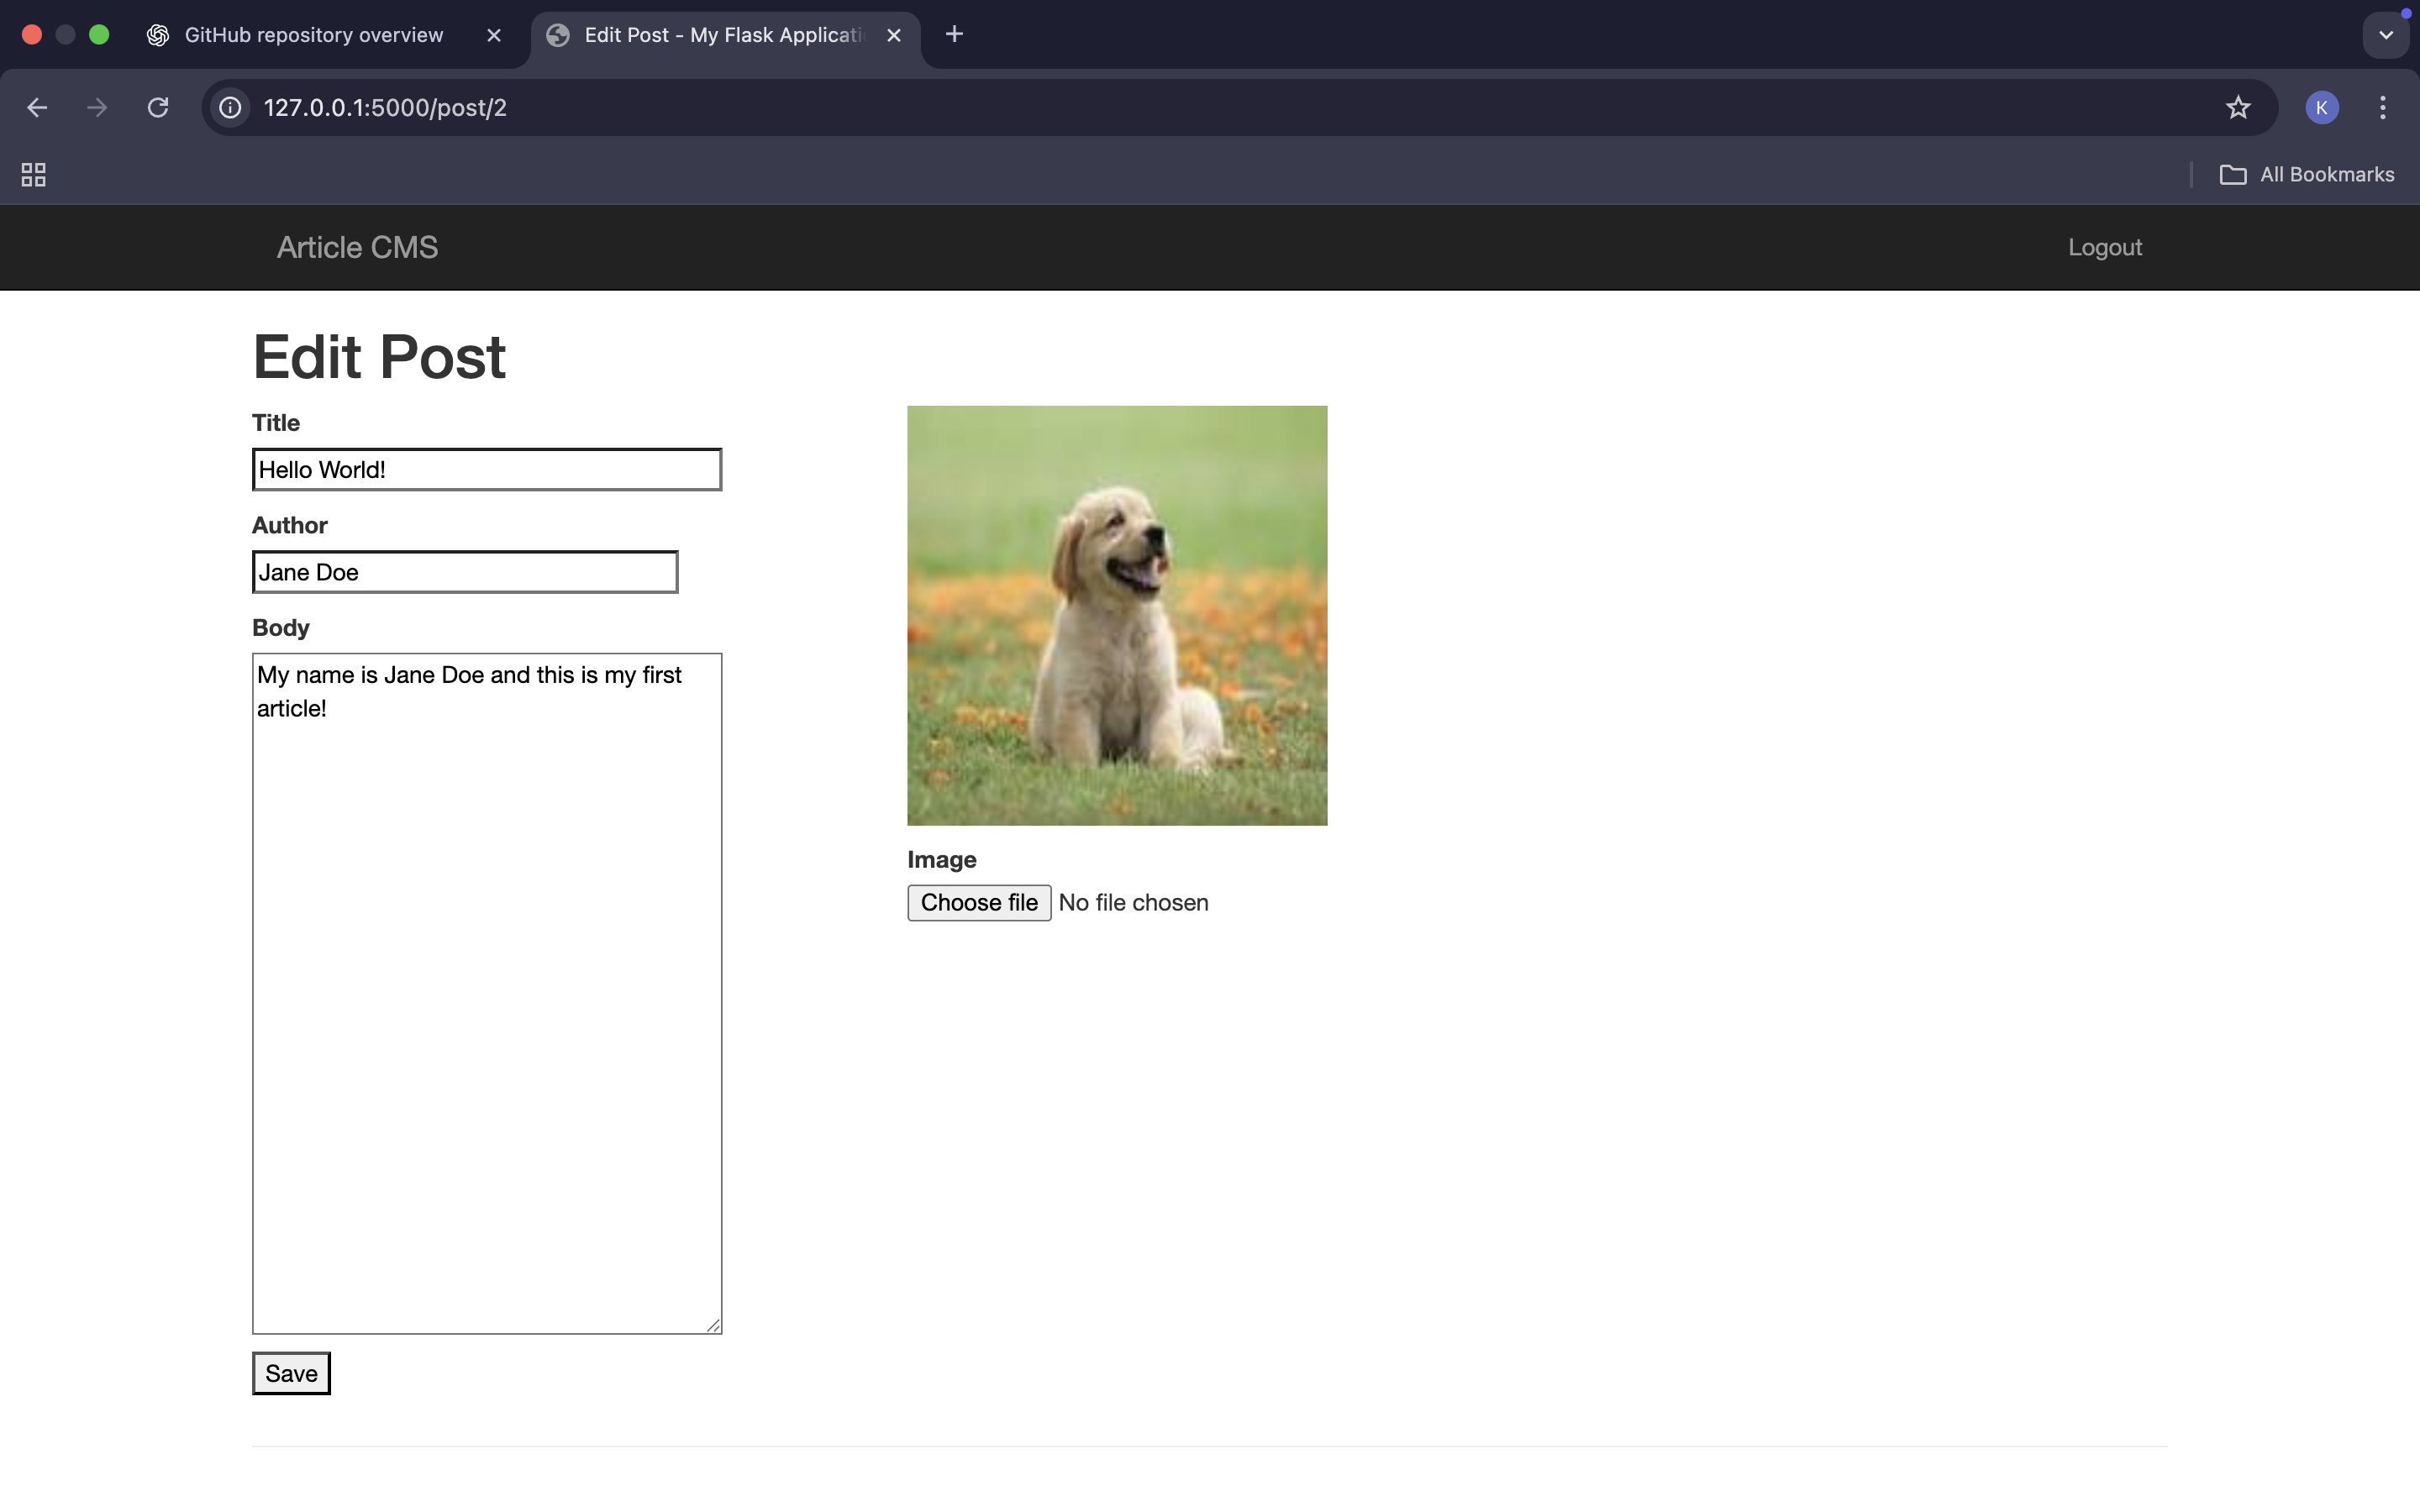 GitHub repository overview
Edit Post - My Flask Applicati
127.0.0.1:5000/post/2
K
All Bookmarks
Article CMS
Logout
Edit Post
Title
Hello World!
Author
Jane Doe
Body
My name is Jane Doe and this is my first
article!
Image
Choose file No file chosen
Save